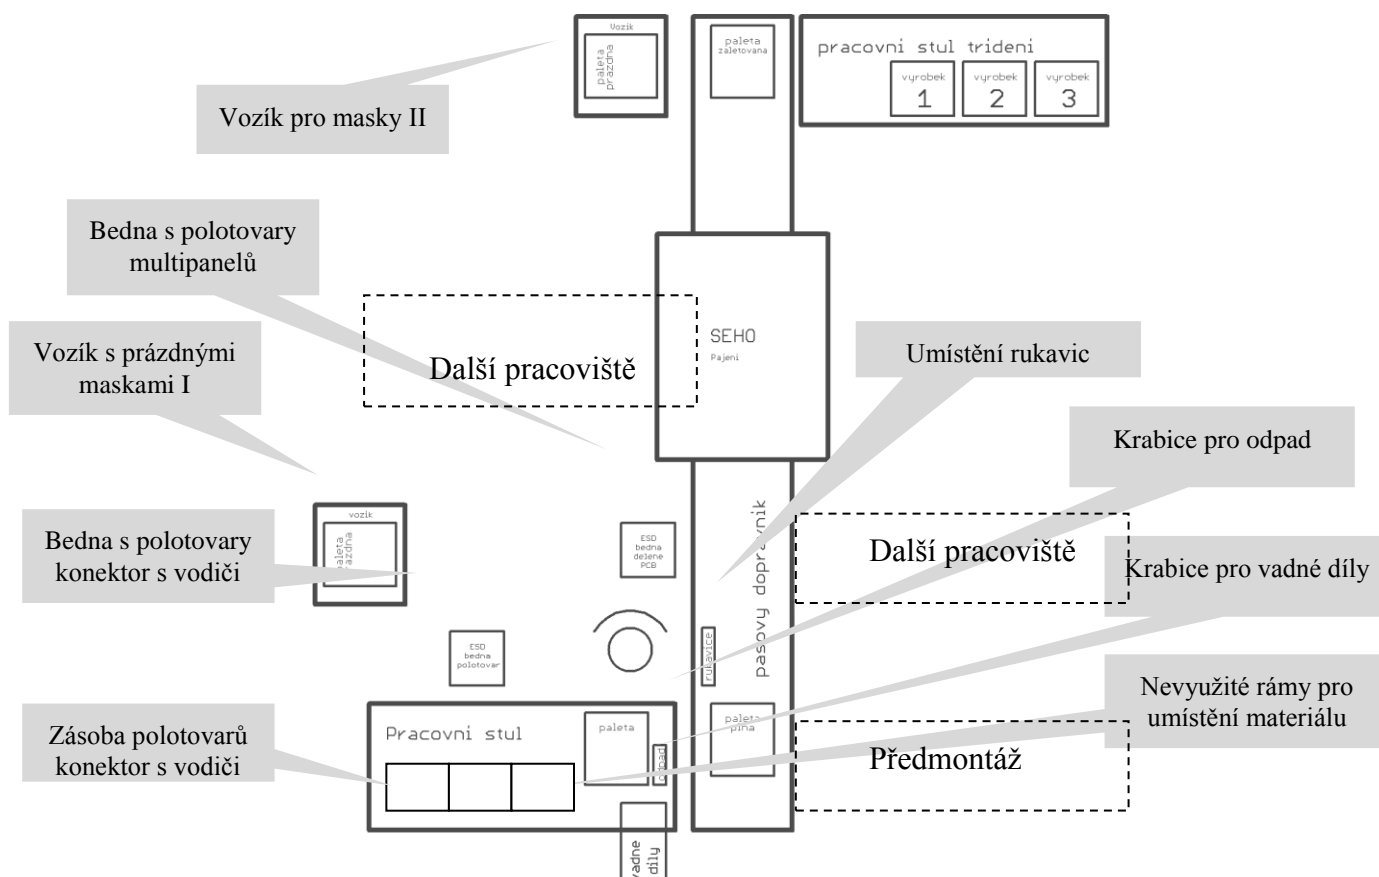 Vozik
paleta
prazdna
paleta
zaletovana
pracovni stul trideni
vyrobek
1
vyrobek
2
vyrobek
3
Vozík pro masky II
Bedna s polotovary
multipanelů
SEHO
Pajeni
Další pracoviště
Umístění rukavic
Vozík s prázdnými
maskami I
Krabice pro odpad
vozik
paleta
prazdna
Bedna s polotovary
konektor s vodiči
ESD
bedna
delene
PCB
pasovy dopravnik
Další pracoviště
Krabice pro vadné díly
rukavice
ESD
bedna
polotovar
Nevyužité rámy pro
umístění materiálu
Pracovni stul
paleta
odpad
paleta
plna
Předmontáž
Zásoba polotovarů
konektor s vodiči
vadne
dily